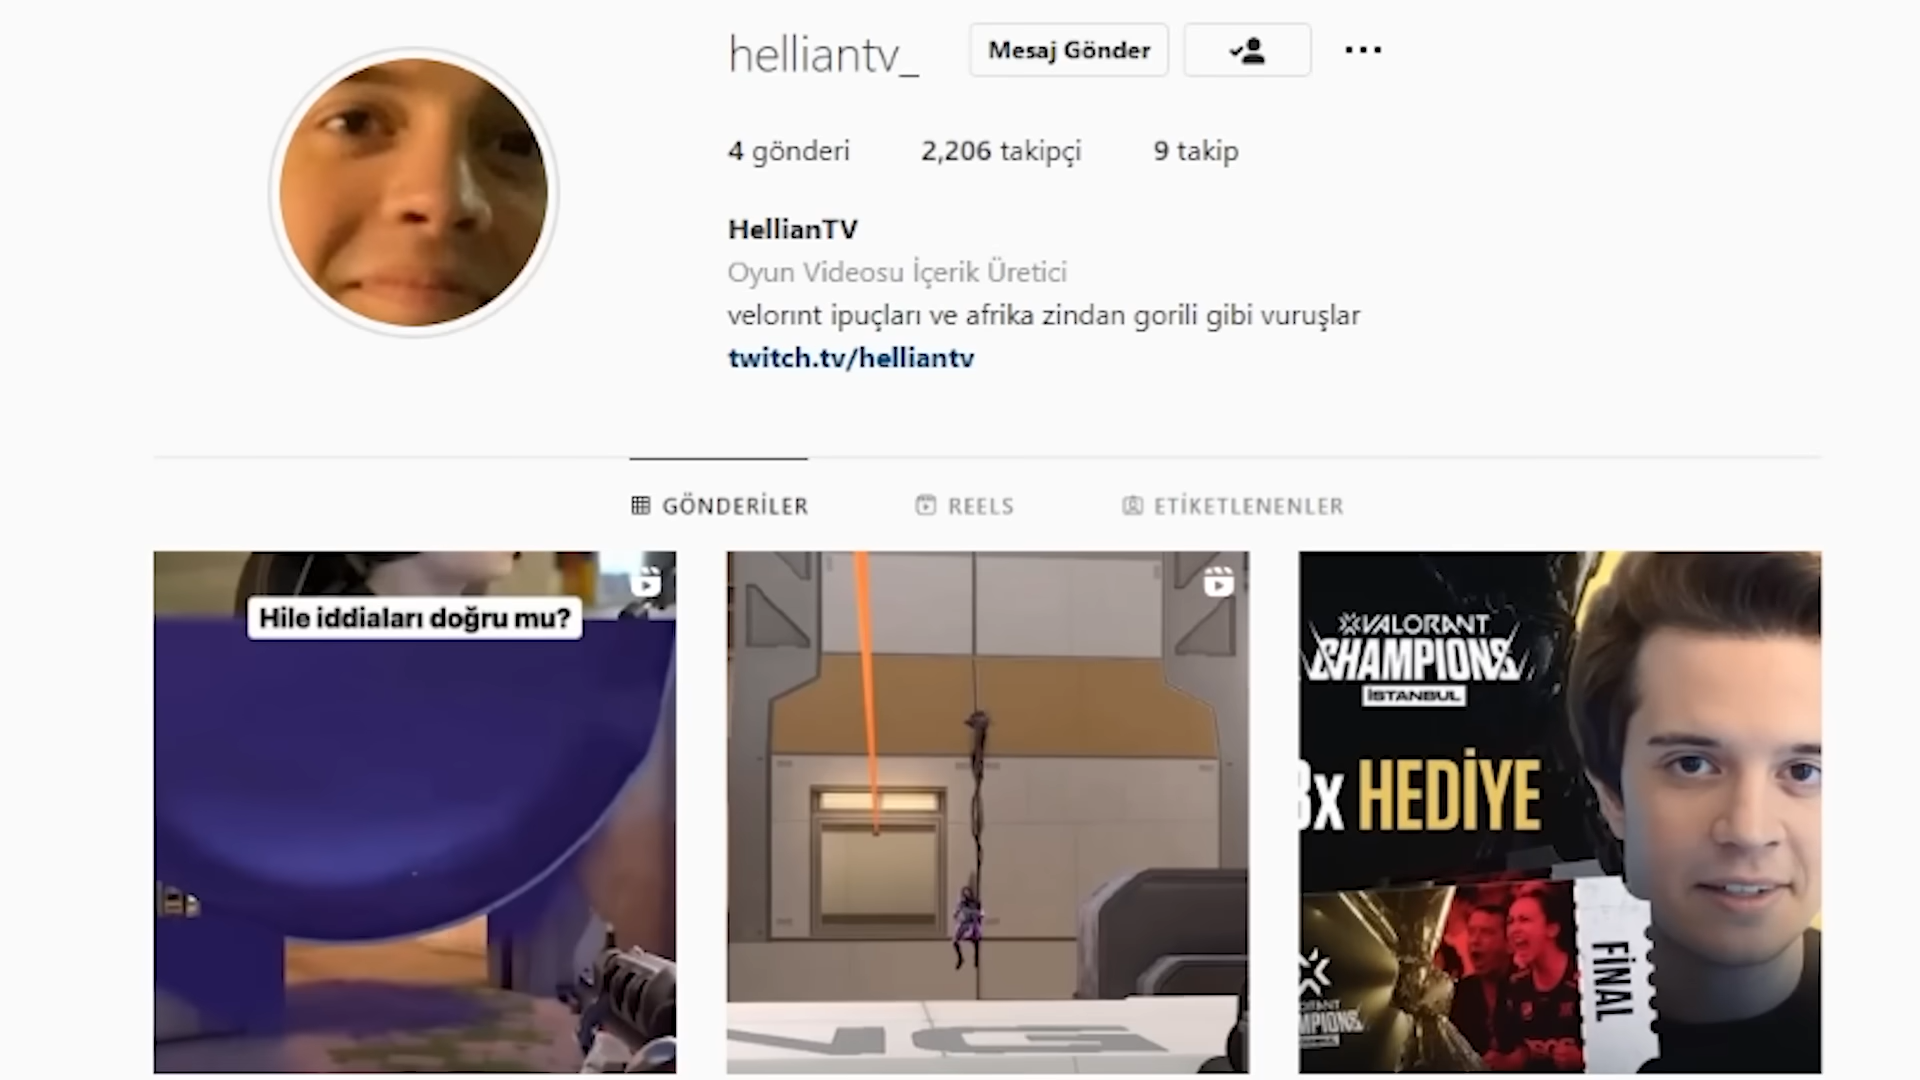 helliantv_
Mesaj Gönder
4 gönderi
2,206 takipçi
9 takip
HellianTV
Oyun Videosu İçerik Üretici
velorınt ipuçları ve afrika zindan gorili gibi vuruşlar
twitch.tv/helliantv
GÖNDERİLER
REELS
ETİKETLENENLER
Hile iddiaları doğru mu?
VALORANT
CHAMPIONS
İSTANBUL
3x HEDİYE
FİNAL